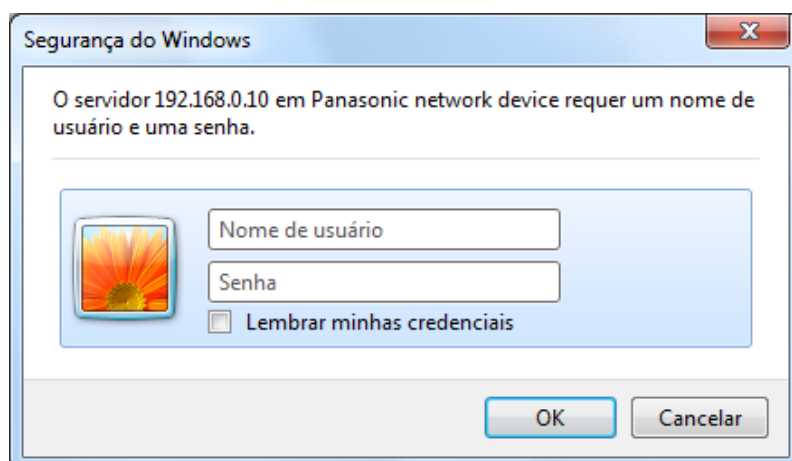 Segurança do Windows
O servidor 192.168.0.10 em Panasonic network device requer um nome de
usuário e uma senha.
Nome de usuário
Senha
Lembrar minhas credenciais
OK
Cancelar